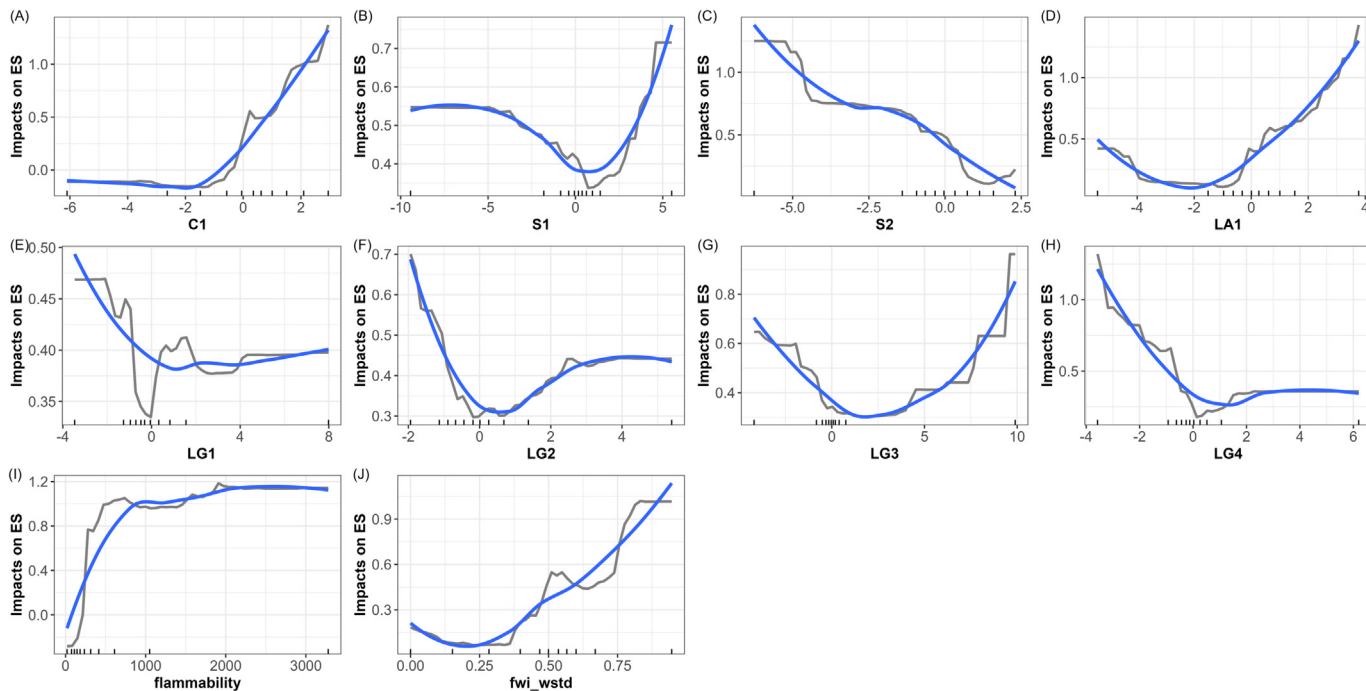 (A) (B) (C) (D)
Impacts on ES
1.0
0.5
0.0
-6 -4 -2 0 2
C1
Impacts on ES
0.7
0.6
0.5
0.4
-10 -5 0 5
S1
Impacts on ES
1.0
0.5
-5.0 -2.5 0.0 2.5
S2
Impacts on ES
1.0
0.5
-4 -2 0 2 4
LA1
(E) (F) (G) (H)
Impacts on ES
0.50
0.45
0.40
0.35
-4 0 4 8
LG1
Impacts on ES
0.7
0.6
0.5
0.4
0.3
-2 0 2 4
LG2
Impacts on ES
0.8
0.6
0.4
0 5 10
LG3
Impacts on ES
1.0
0.5
-4 -2 0 2 4 6
LG4
(I) (J)
Impacts on ES
1.2
0.8
0.4
0.0
0 1000 2000 3000
flammability
Impacts on ES
0.9
0.6
0.3
0.00 0.25 0.50 0.75
fwi_wstd